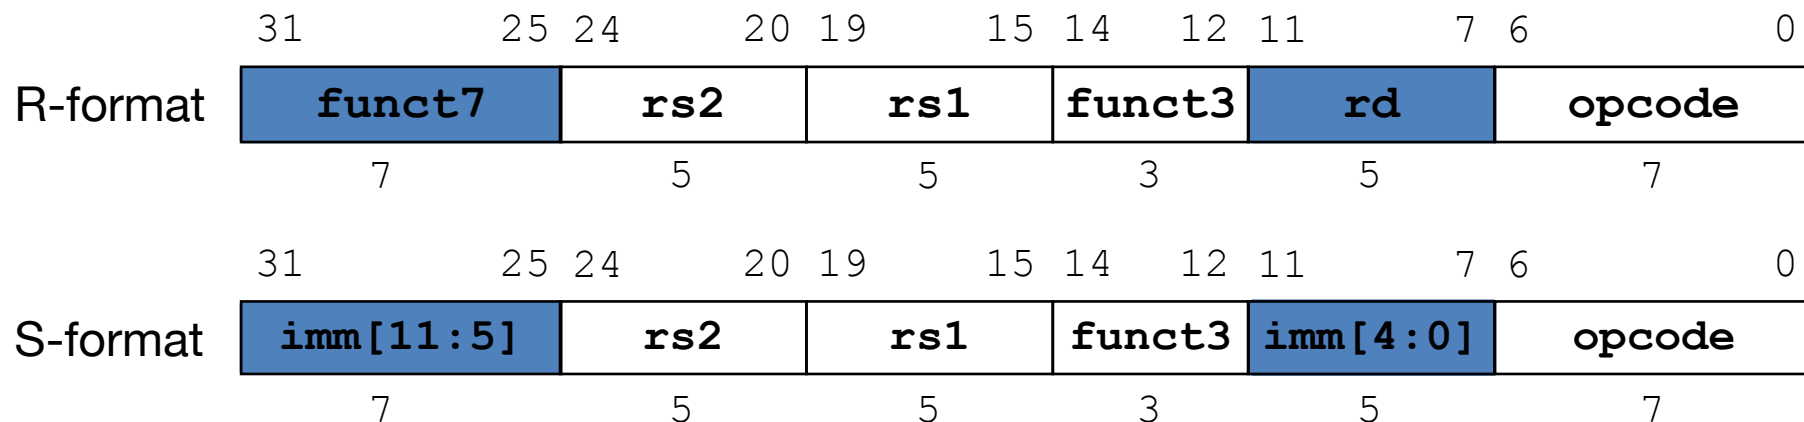 31 25 24 20 19 15 14 12 11 7 6 0
R-format funct7 rs2 rs1 funct3 rd opcode
7 5 5 3 5 7
31 25 24 20 19 15 14 12 11 7 6 0
S-format imm[11:5] rs2 rs1 funct3 imm[4:0] opcode
7 5 5 3 5 7